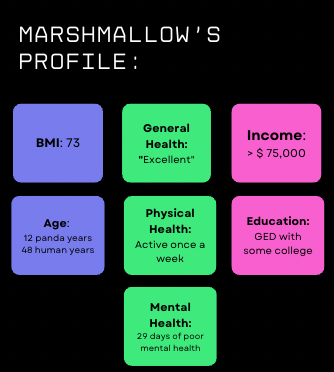 MARSHMALLOW'S
PROFILE:
BMI: 73
General
Health:
"Excellent"
Income:
> $ 75,000
Age:
12 panda years
48 human years
Physical
Health:
Active once a
week
Education:
GED with
some college
Mental
Health:
29 days of poor
mental health